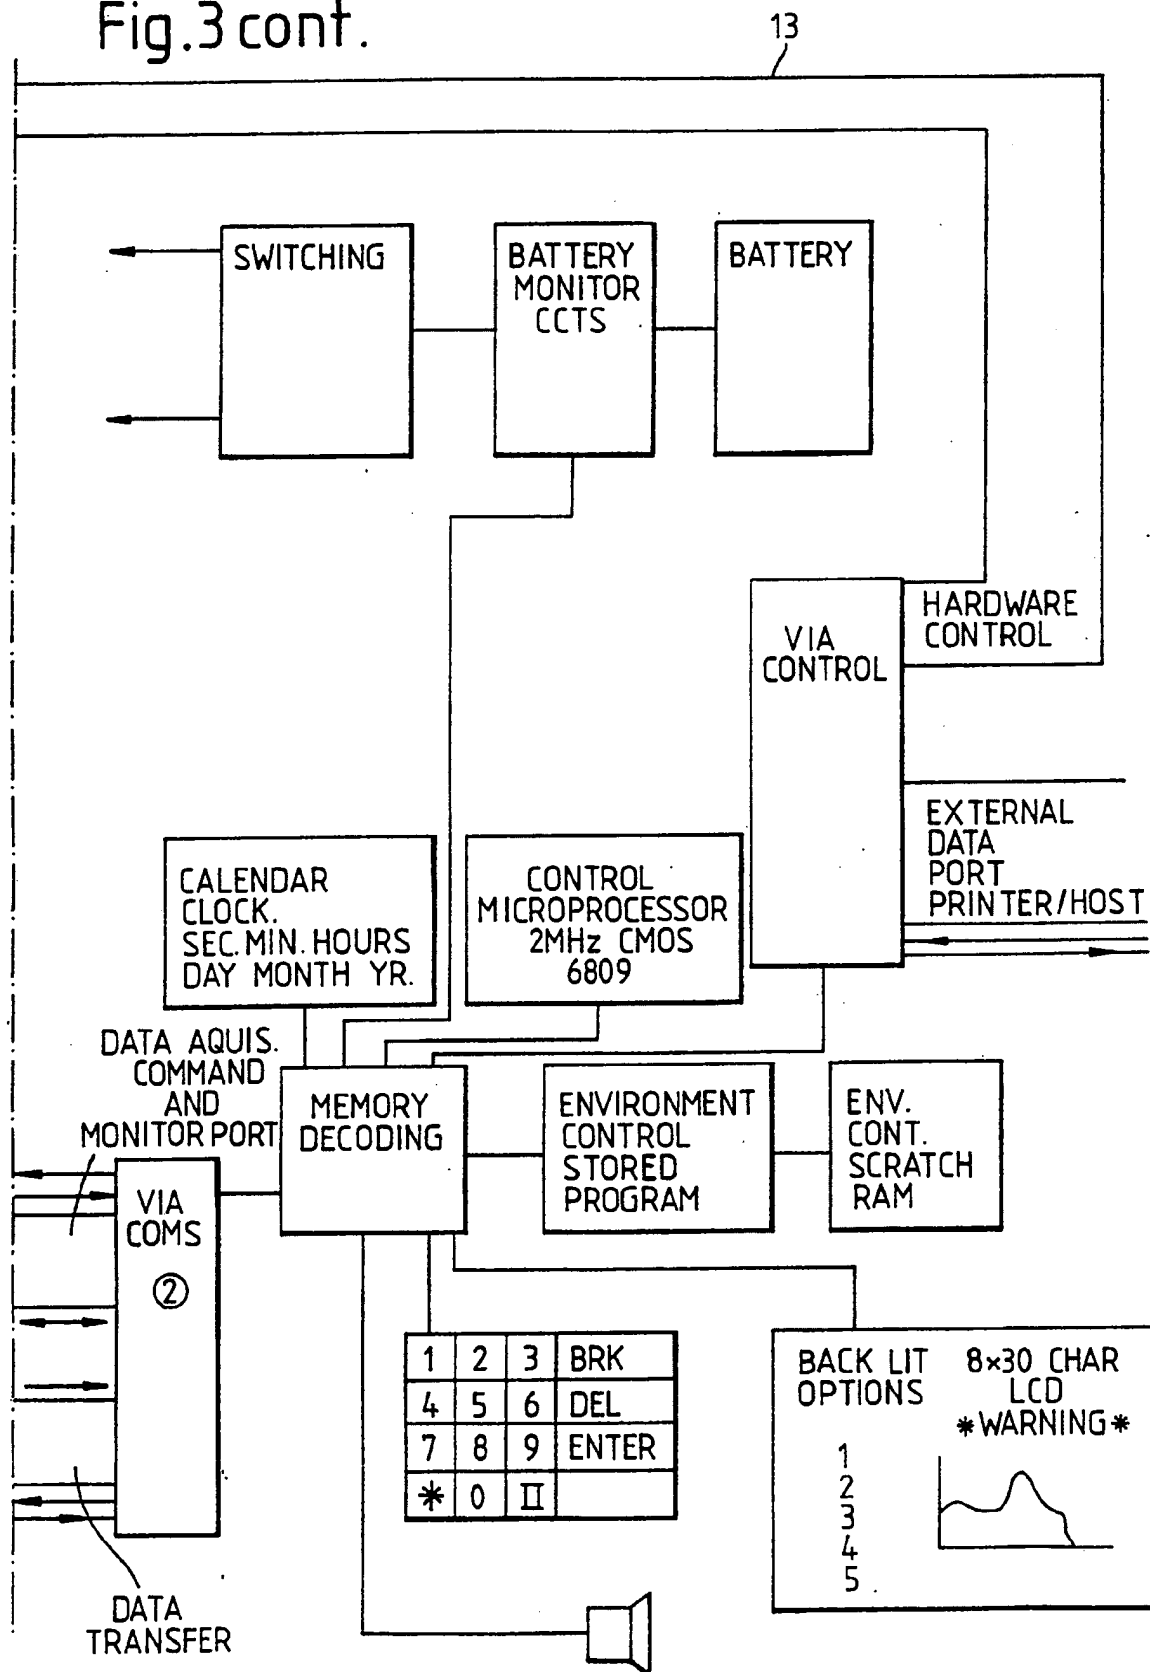 Fig.3 cont.
13
SWITCHING
BATTERY
MONITOR
CCTS
BATTERY
HARDWARE
CONTROL
VIA
CONTROL
EXTERNAL
DATA
PORT
PRINTER/HOST
CALENDAR
CLOCK.
SEC. MIN. HOURS
DAY MONTH YR.
CONTROL
MICROPROCESSOR
2MHz CMOS
6809
DATA AQUIS.
COMMAND
AND
MONITOR PORT
MEMORY
DECODING
ENVIRONMENT
CONTROL
STORED
PROGRAM
ENV.
CONT.
SCRATCH
RAM
VIA
COMS
②
1 2 3 BRK
4 5 6 DEL
7 8 9 ENTER
* 0 II
BACK LIT
OPTIONS
8×30 CHAR
LCD
*WARNING*
1
2
3
4
5
DATA
TRANSFER